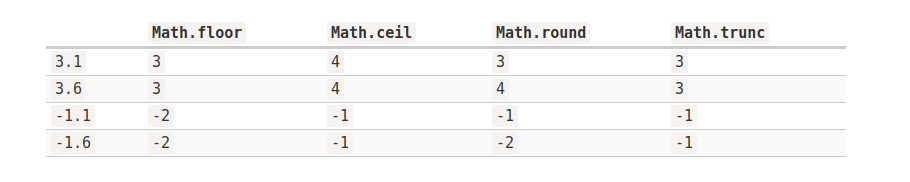 Math.floor Math.ceil Math.round Math.trunc
3.1 3 4 3 3
3.6 3 4 4 3
-1.1 -2 -1 -1 -1
-1.6 -2 -1 -2 -1